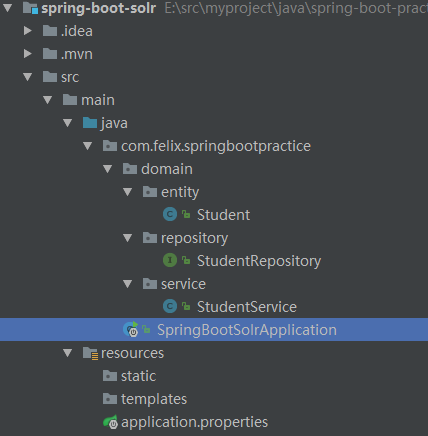 spring-boot-solr E:\src\myproject\java\spring-boot-prac
.idea
.mvn
src
main
java
com.felix.springbootpractice
domain
entity
C Student
repository
I StudentRepository
service
C StudentService
SpringBootSolrApplication
resources
static
templates
application.properties